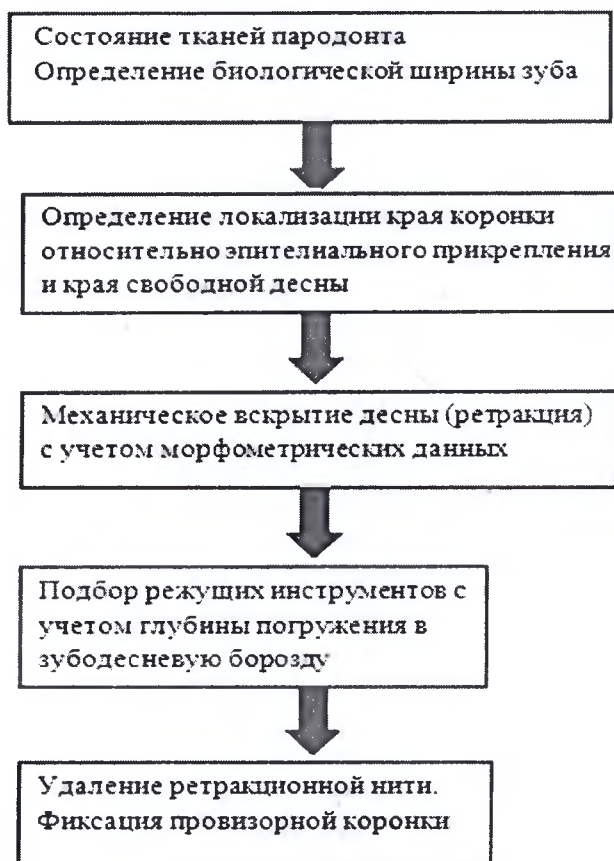 Состояние тканей пародонта
Определение биологической ширины зуба
Определение локализации края коронки
относительно эпителиального прикрепления
и края свободной десны
Механическое вскрытие десны (ретракция)
с учетом морфометрических данных
Подбор режущих инструментов с
учетом глубины погружения в
зубодесневую борозду
Удаление ретракционной нити.
Фиксация провизорной коронки